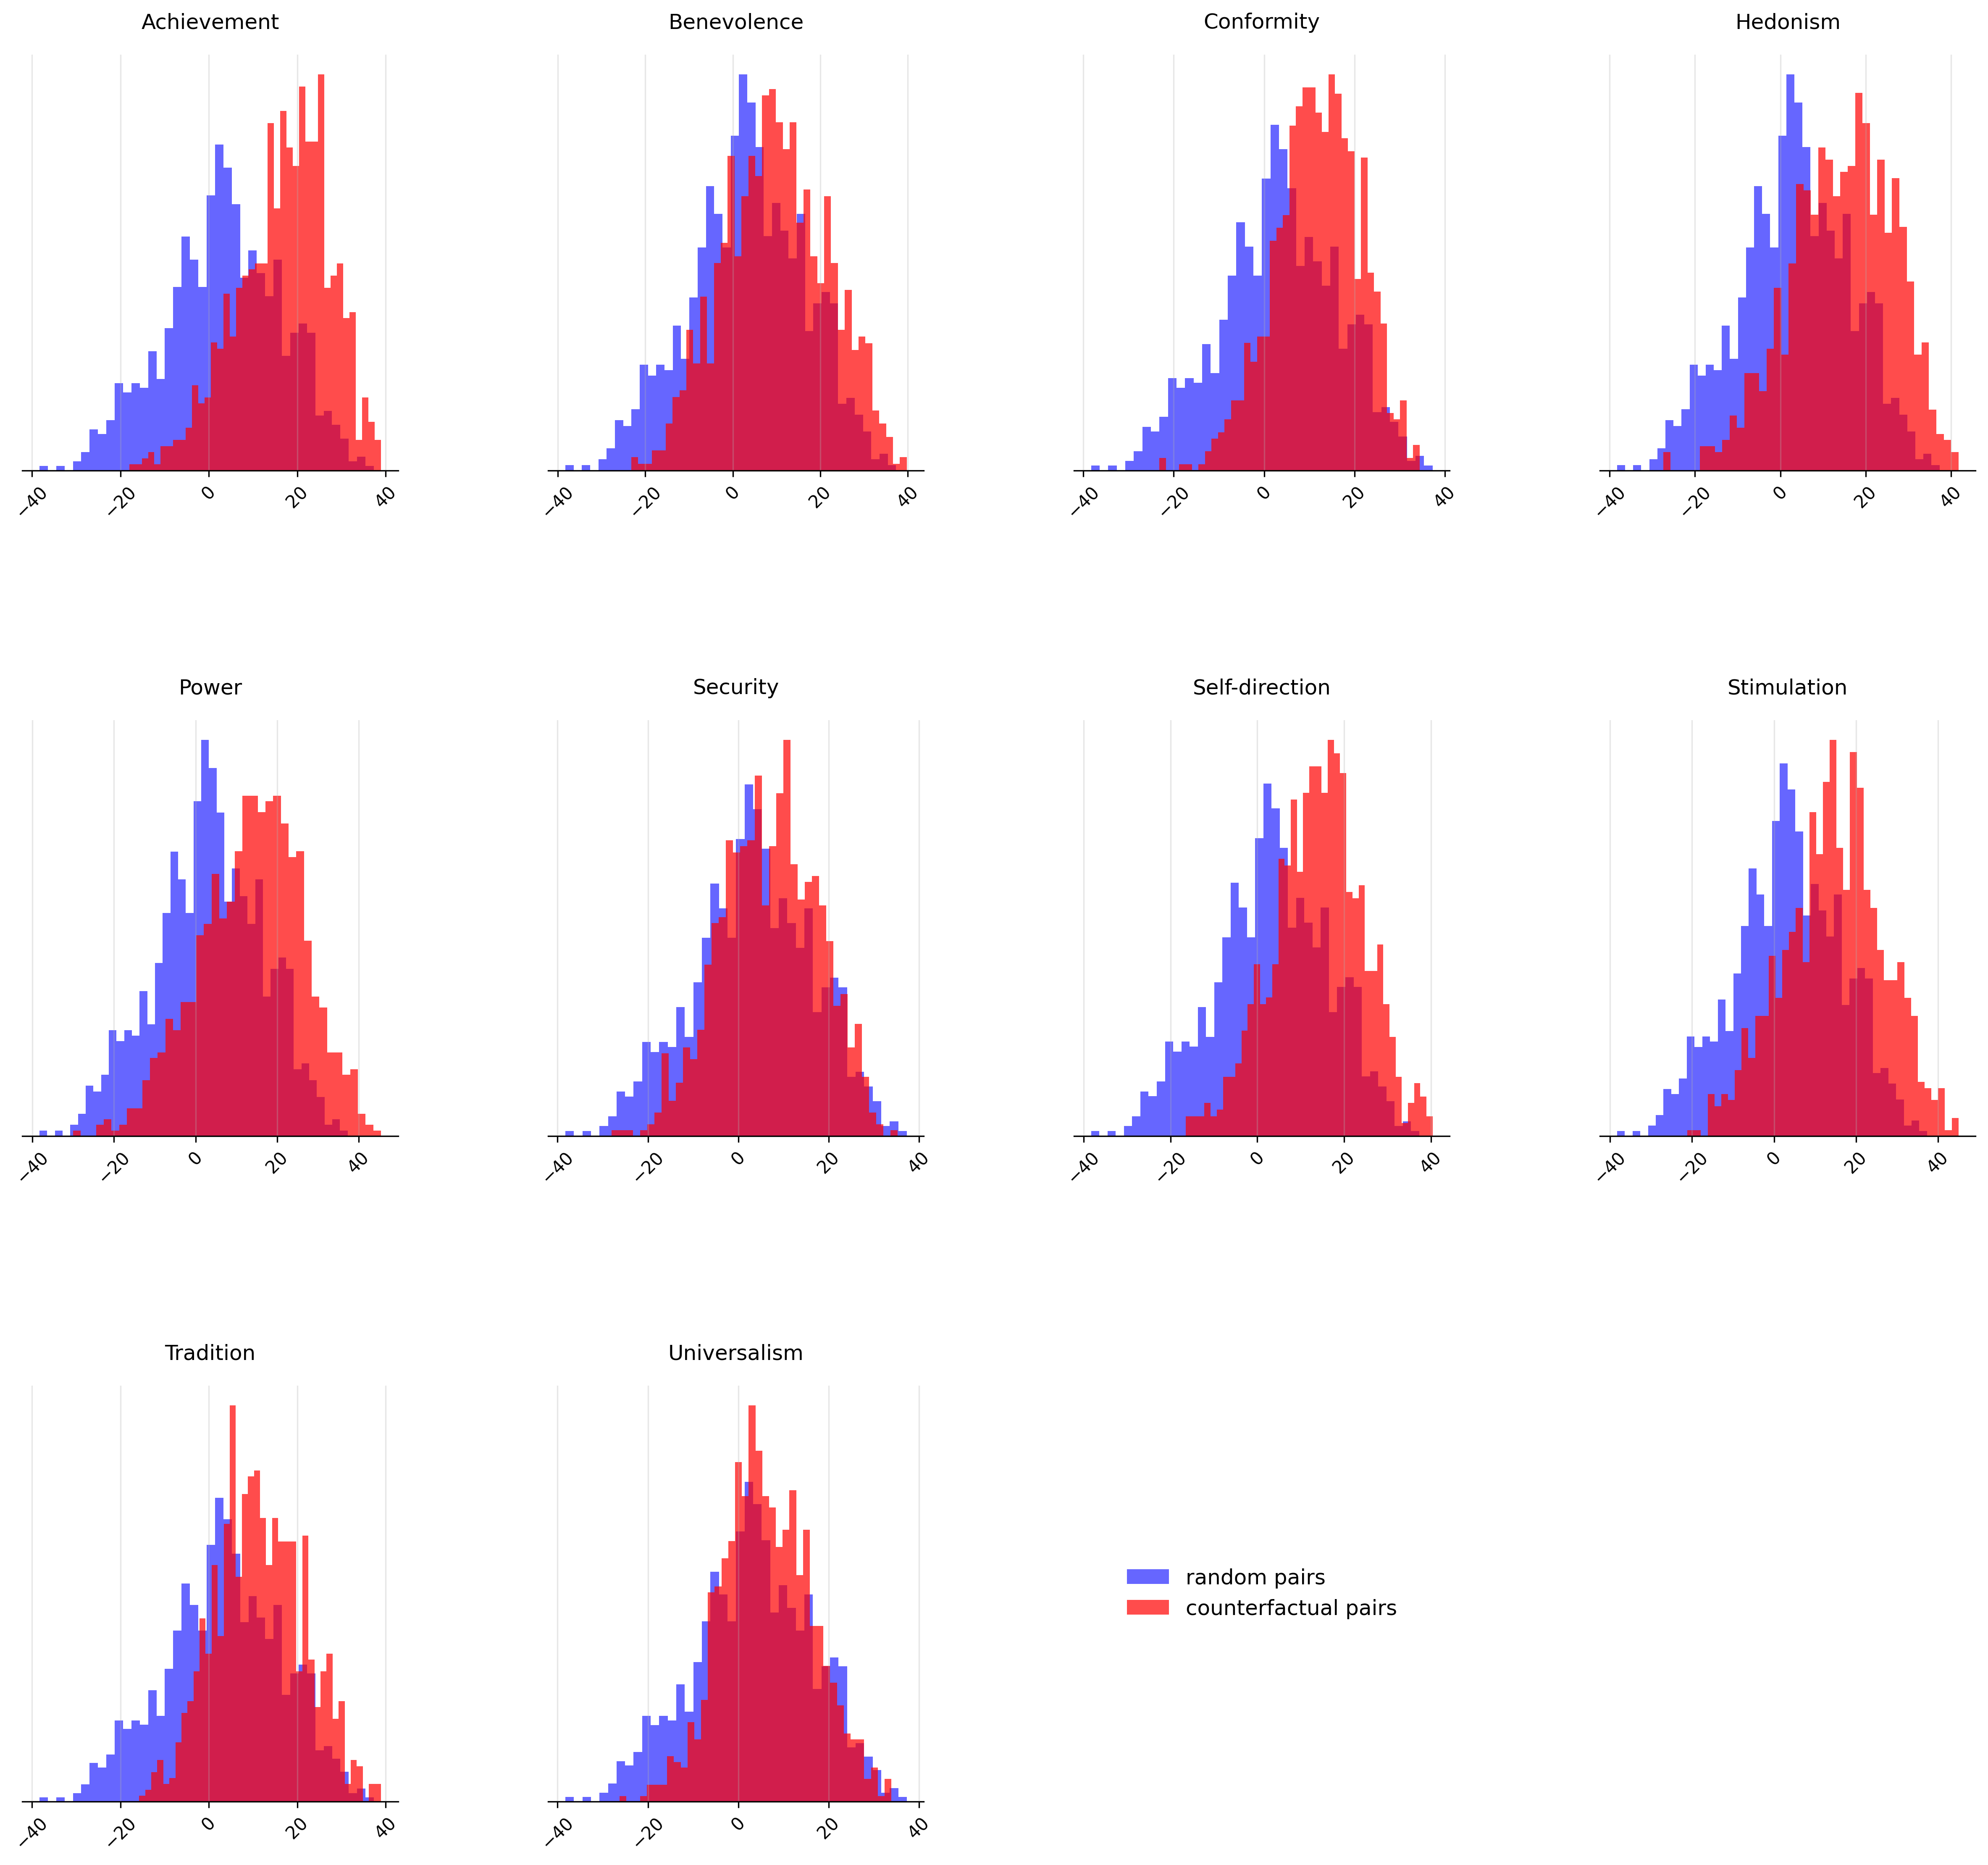 Achievement
Benevolence
Conformity
Hedonism
−40 −20 0 20 40
−40 −20 0 20 40
−40 −20 0 20 40
−40 −20 0 20 40
Power
Security
Self-direction
Stimulation
−40 −20 0 20 40
−40 −20 0 20 40
−40 −20 0 20 40
−40 −20 0 20 40
Tradition
Universalism
random pairs
counterfactual pairs
−40 −20 0 20 40
−40 −20 0 20 40